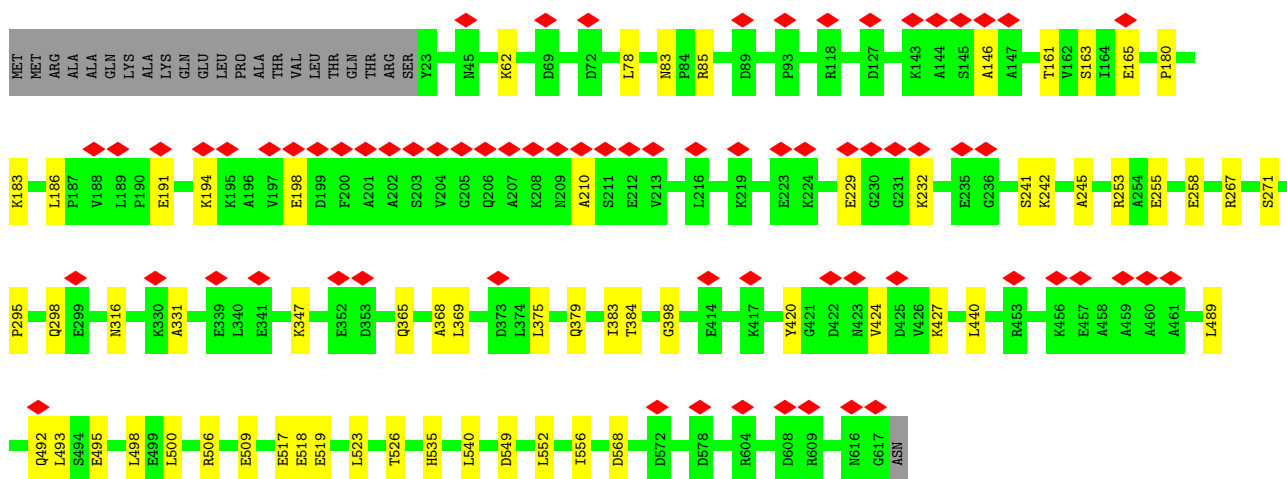 MET MET ARG ALA ALA GLN LYS ALA LYS GLN GLU LEU PRO ALA THR VAL LEU THR GLN THR ARG SER Y23 N45 K62 D69 D72 L78 N83 P84 R85 D89 P93 R118 D127 K143 A144 S145 A146 A147 T161 V162 S163 I164 E165 P180
K183 L186 P187 V188 L189 P190 E191 K194 K195 A196 V197 E198 D199 F200 A201 A202 S203 V204 G205 Q206 A207 K208 N209 A210 S211 E212 V213 L216 K219 E223 K224 E229 G230 G231 K232 E235 G236 S241 K242 A245 R253 A254 E255 E258 R267 S271
P295 Q298 E299 N316 K330 A331 E339 L340 E341 K347 E352 D353 Q365 A368 L369 D373 L374 L375 Q379 I383 T384 G398 E414 K417 Y420 G421 D422 N423 V424 D425 V426 K427 L440 R453 K456 E457 A458 A459 A460 A461 L489
Q492 L493 S494 E495 L498 E499 L500 R506 E509 E517 E518 E519 L523 T526 H535 L540 D549 L552 I556 D568 D572 D578 R604 D608 R609 N616 G617 ASN